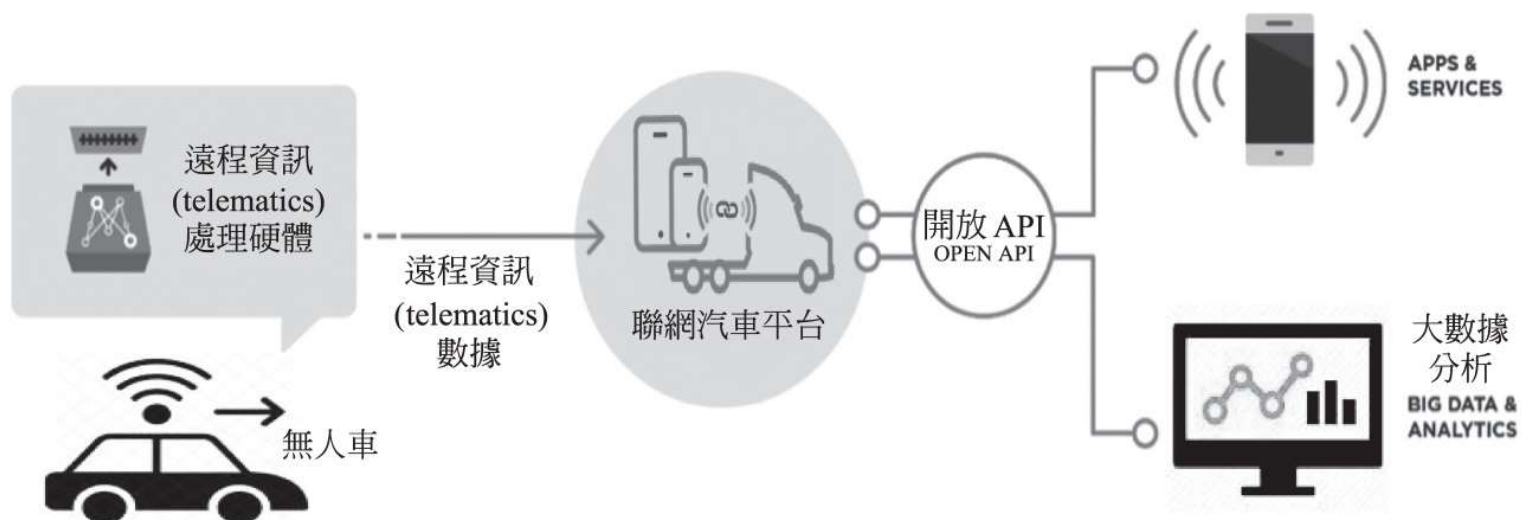 遠程資訊
(telematics)
處理硬體
無人車
遠程資訊
(telematics)
數據
聯網汽車平台
開放 API
OPEN API
APPS &
SERVICES
大數據
分析
BIG DATA &
ANALYTICS